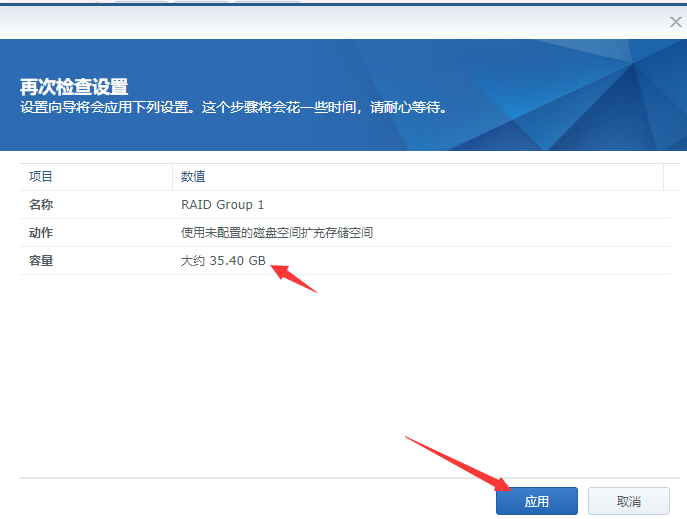 再次检查设置
设置向导将会应用下列设置。这个步骤将会花一些时间，请耐心等待。
项目 数值
名称 RAID Group 1
动作 使用未配置的磁盘空间扩充存储空间
容量 大约 35.40 GB
应用 取消